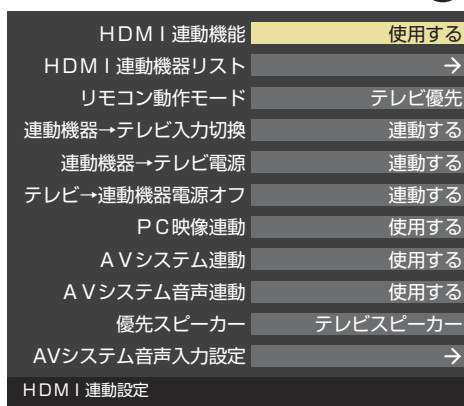 HDMI連動機能 使用する
HDMI連動機器リスト →
リモコン動作モード テレビ優先
連動機器→テレビ入力切換 連動する
連動機器→テレビ電源 連動する
テレビ→連動機器電源オフ 連動する
PC映像連動 使用する
AVシステム連動 使用する
AVシステム音声連動 使用する
優先スピーカー テレビスピーカー
AVシステム音声入力設定 →
HDMI連動設定